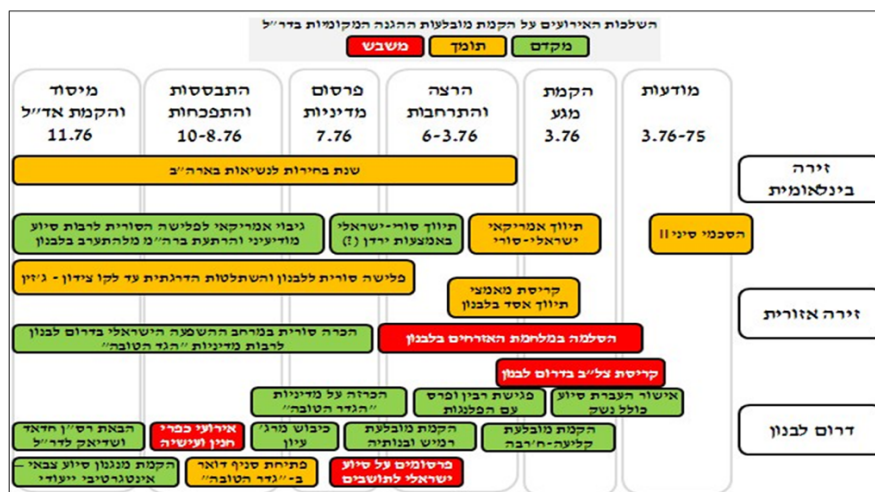 השלכות האירועים על הקמת מובלעות ההגנה המקומיות בדר״ל
מקדם
תומך
משבש
מודעות
3.76-75
הקמת
מגע
3.76
הרצה
והתרחבות
6-3.76
פרסום
מדיניות
7.76
התבססות
והתפכחות
10-8.76
מיסוד
והקמת אד״ל
11.76
זירה
בינלאומית
שנת בחירות לנשיאות בארה״ב
הסכמי סיני II
תיווך אמריקאי
ישראלי-סורי
תיווך סורי-ישראלי
באמצעות ירדן (?)
גיבוי אמריקאי לפלישה הסורית לרבות סיוע
מודיעיני והרתעת ברה״מ מלהתערב בלבנון
זירה אזורית
פלישה סורית ללבנון והשתלטות הדרגתית עד לקו צידון - ג׳זין
קריסת מאמצי
תיווך אסד בלבנון
הסלמה במלחמת האזרחים בלבנון
הכרה סורית במרחב ההשפעה הישראלי בדרום לבנון
לרבות מדיניות ״הגד הטובה״
קריסת צל״ב בדרום לבנון
דרום לבנון
אישור העברת סיוע
כולל נשק
פגישת רבין ופרס
עם הפלנגות
הכרזה על מדיניות
״הגדר הטובה״
הקמת מובלעת
קליעה-ח׳רבה
הקמת מובלעת
רמיש ובנותיה
כיבוש מרג׳
עיון
אירועי כפרי
חנין ועישיה
הבאת רס״ן חדאד
ושדיאק לדר״ל
פרסומים על סיוע
ישראלי לתושבים
פתיחת סניף דואר
ב-״גדר הטובה״
הקמת מנגנון סיוע צבאי –
אינטגרטיבי ייעודי